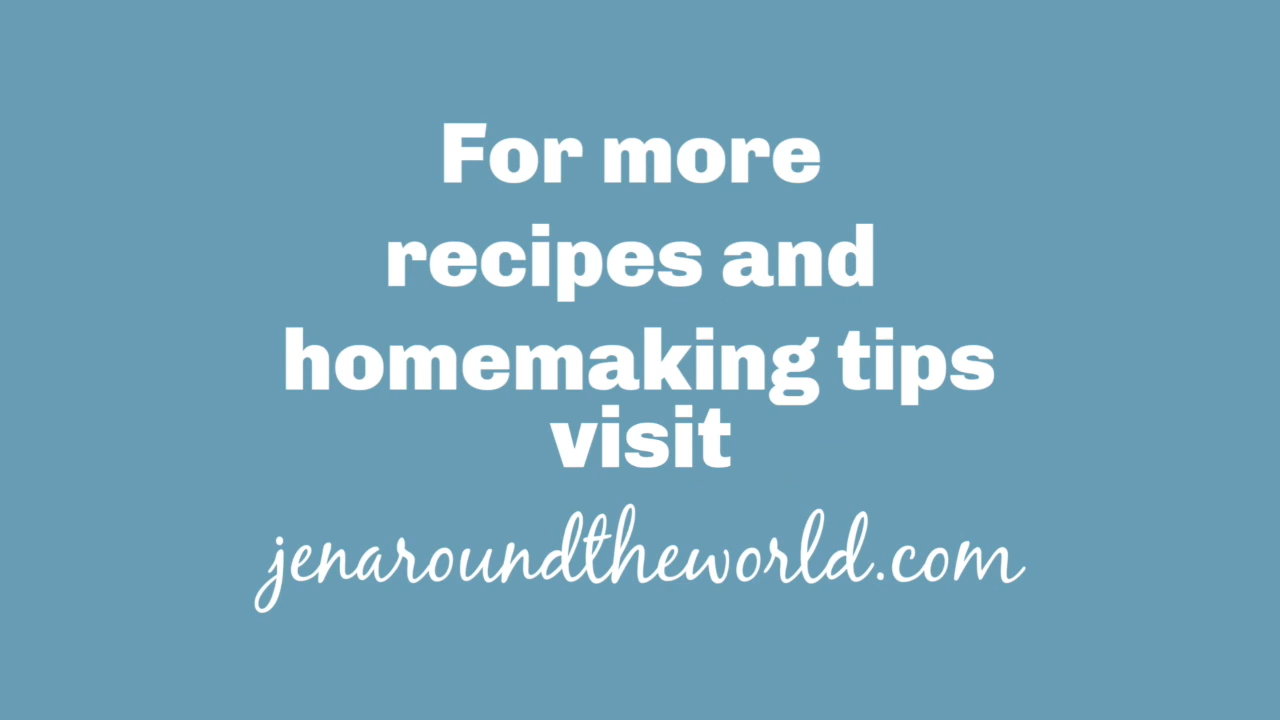 For more
recipes and
homemaking tips
visit
jenaroundtheworld.com